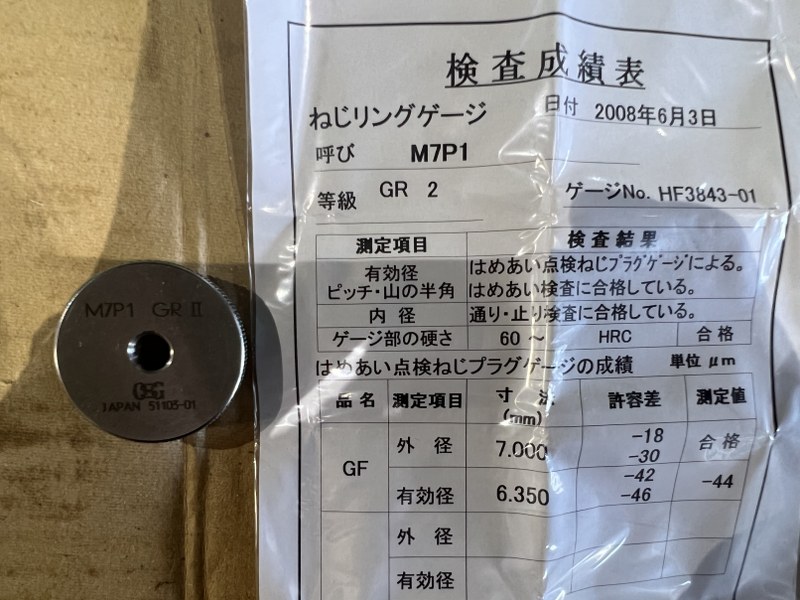 M7P1 GR II
OSG
JAPAN 51103-01
検査成績表
日付 2008年6月3日
ねじリングゲージ
呼び M7P1
等級 GR 2 ゲージNo. HF3843-01
測定項目 検査結果
有効径 はめあい点検ねじプラグゲージによる。
ピッチ・山の半角 はめあい検査に合格している。
内径 通り・止り検査に合格している。
ゲージ部の硬さ 60 ～ HRC 合格
はめあい点検ねじプラグゲージの成績 単位 μm
品名 測定項目 寸法 (mm) 許容差 測定値
GF 外径 7.000 -18 -30 合格
有効径 6.350 -42 -46 -44
外径
有効径